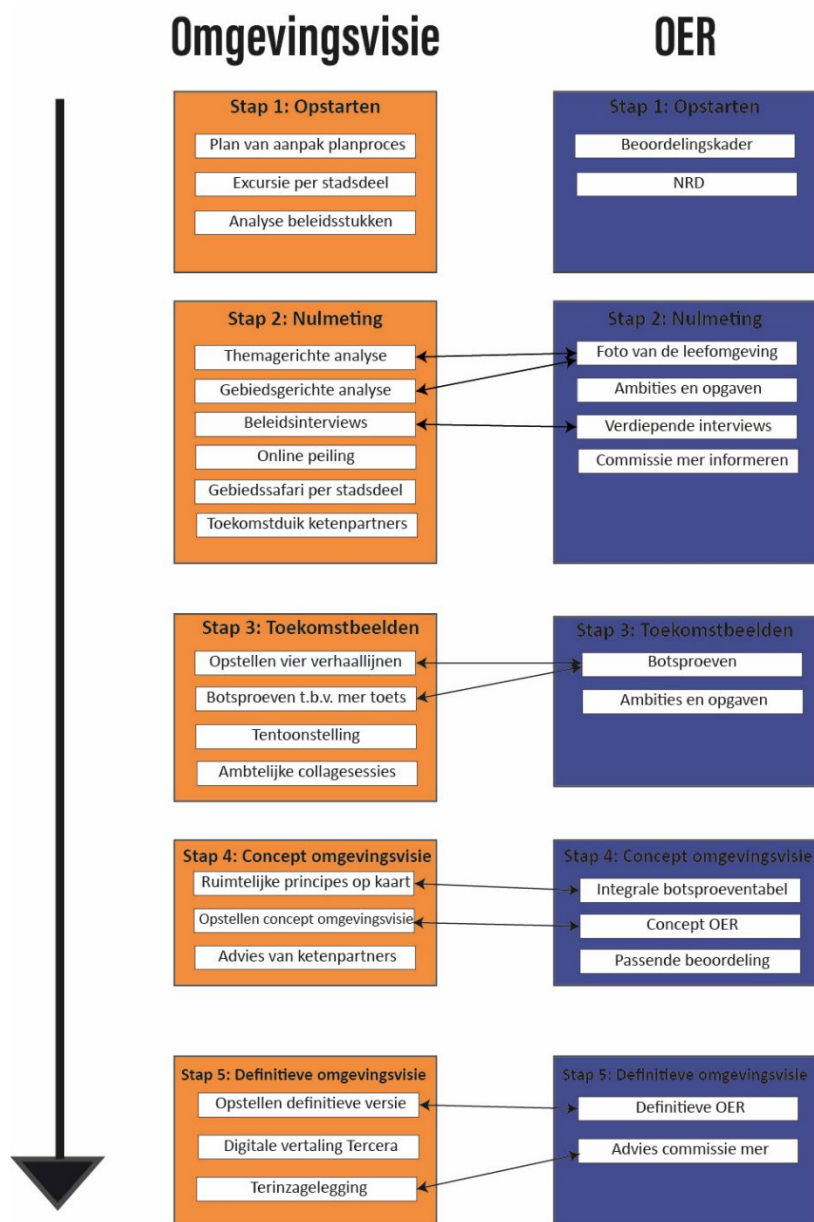 Omgevingsvisie
OER
Stap 1: Opstarten
Plan van aanpak planproces
Excursie per stadsdeel
Analyse beleidsstukken
Stap 1: Opstarten
Beoordelingskader
NRD
Stap 2: Nulmeting
Themagerichte analyse
Gebiedsgerichte analyse
Beleidsinterviews
Online peiling
Gebiedssafari per stadsdeel
Toekomstduik ketenpartners
Stap 2: Nulmeting
Foto van de leefomgeving
Ambities en opgaven
Verdiepende interviews
Commissie mer informeren
Stap 3: Toekomstbeelden
Opstellen vier verhaallijnen
Botsproeven t.b.v. mer toets
Tentoonstelling
Ambtelijke collagesessies
Stap 3: Toekomstbeelden
Botsproeven
Ambities en opgaven
Stap 4: Concept omgevingsvisie
Ruimtelijke principes op kaart
Opstellen concept omgevingsvisie
Advies van ketenpartners
Stap 4: Concept omgevingsvisie
Integrale botsproeventabel
Concept OER
Passende beoordeling
Stap 5: Definitieve omgevingsvisie
Opstellen definitieve versie
Digitale vertaling Tercera
Terinzagelegging
Stap 5: Definitieve omgevingsvisie
Definitieve OER
Advies commissie mer